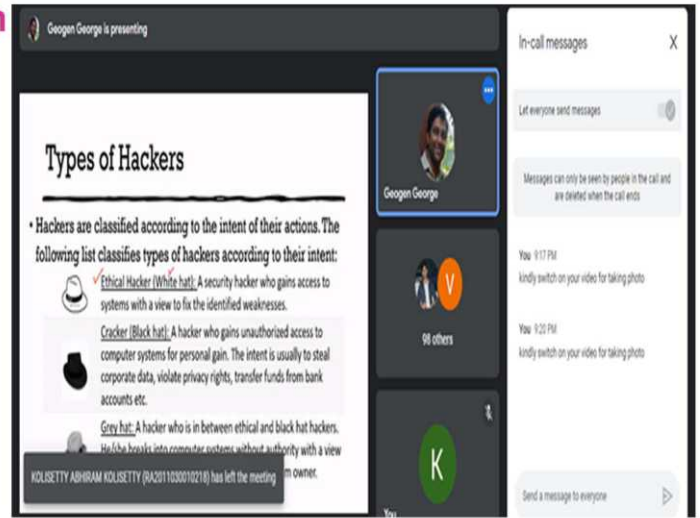 Geogen George is presenting
Types of Hackers
• Hackers are classified according to the intent of their actions. The
following list classifies types of hackers according to their intent:
Ethical Hacker (White hat): A security hacker who gains access to
systems with a view to fix the identified weaknesses.
Cracker (Black hat): A hacker who gains unauthorized access to
computer systems for personal gain. The intent is usually to steal
corporate data, violate privacy rights, transfer funds from bank
accounts etc.
Grey hat: A hacker who is in between ethical and black hat hackers.
He/she breaks into computer systems without authority with a view
m owner.
KOLISETTY ABHIRAM KOLISETTY (RA2011030010218) has left the meeting
Geogen George
V
98 others
K
You
In-call messages
X
Let everyone send messages
Messages can only be seen by people in the call and
are deleted when the call ends
You 9:17 PM
kindly switch on your video for taking photo
You 9:20 PM
kindly switch on your video for taking photo
Send a message to everyone